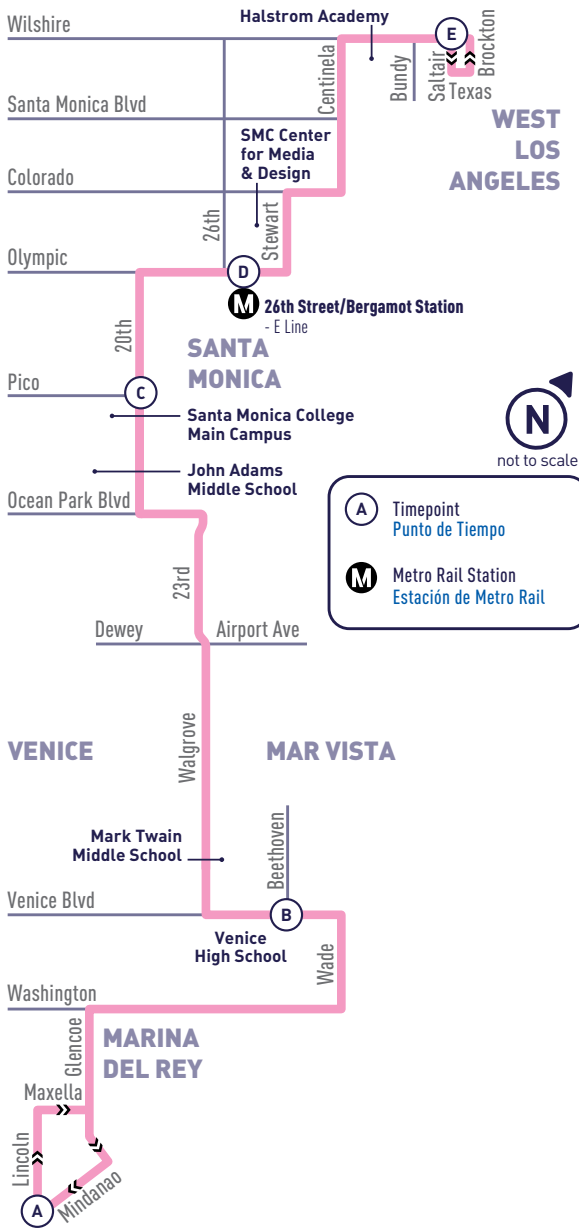 Wilshire
Halstrom Academy
E
Centinela
Bundy
Saltair
Brockton
Texas
Santa Monica Blvd
WEST
LOS
ANGELES
SMC Center
for Media
& Design
Colorado
26th
Stewart
Olympic
D
M
26th Street/Bergamot Station
- E Line
20th
SANTA
MONICA
Pico
C
Santa Monica College
Main Campus
John Adams
Middle School
N
not to scale
Ocean Park Blvd
A
Timepoint
Punto de Tiempo
M
Metro Rail Station
Estación de Metro Rail
23rd
Dewey
Airport Ave
VENICE
Walgrove
MAR VISTA
Mark Twain
Middle School
Beethoven
Venice Blvd
B
Venice
High School
Wade
Washington
Glencoe
MARINA
DEL REY
Maxella
Lincoln
Mindanao
A